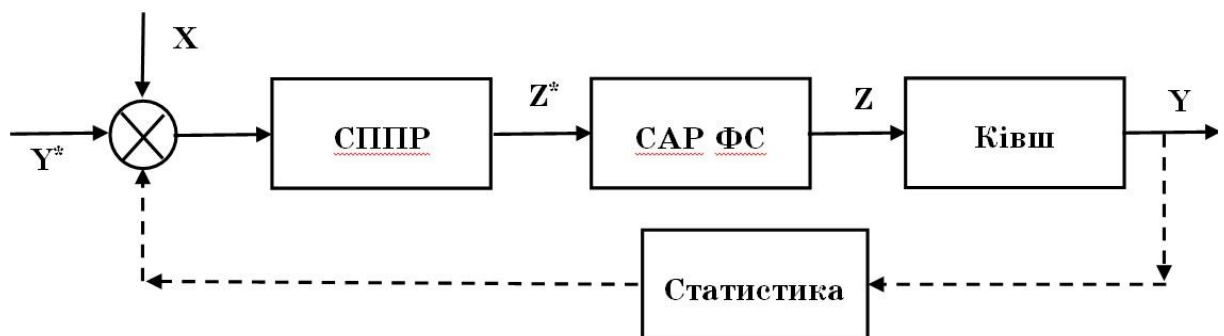 X
Y*
СППР
Z*
САР ФС
Z
Ківш
Y
Статистика